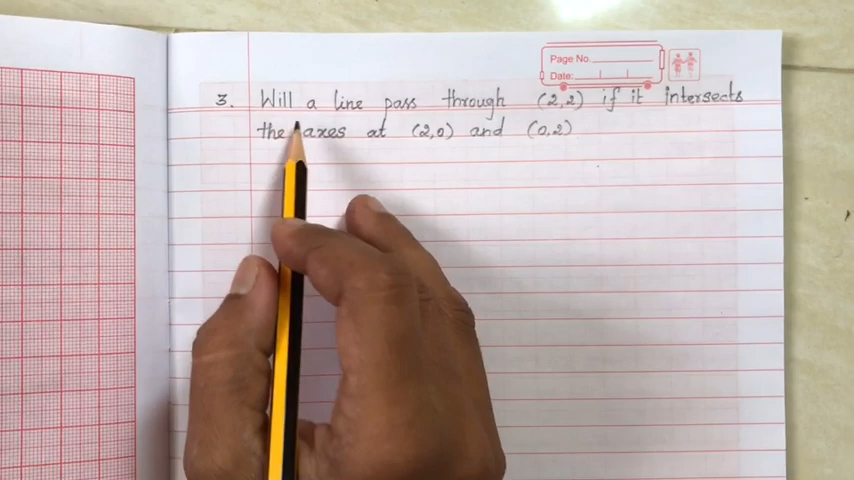 Page No.
Date:
3. Will a line pass through (2,2) if it intersects
the axes at (2,0) and (0,2)